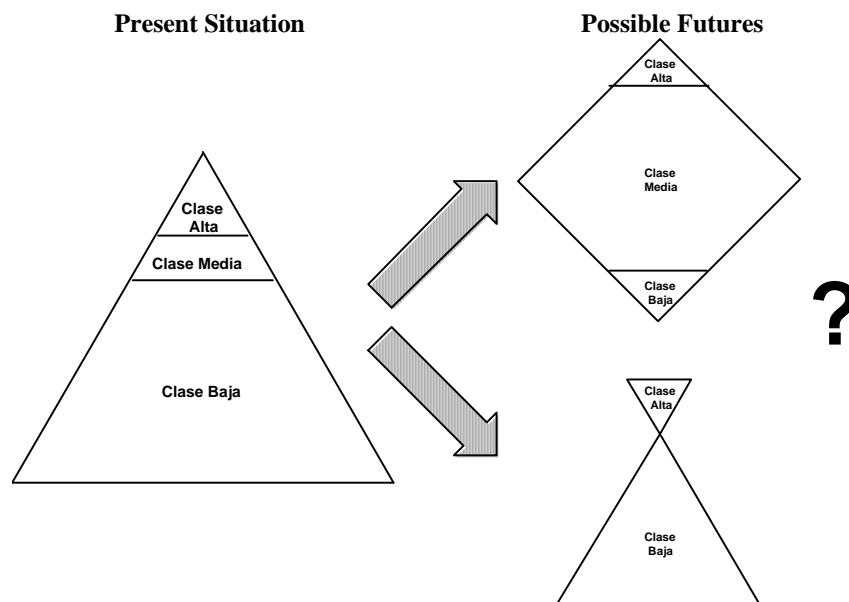 Present Situation
Possible Futures
Clase
Alta
Clase Media
Clase Baja
Clase
Alta
Clase
Media
Clase
Baja
?
Clase
Alta
Clase
Baja